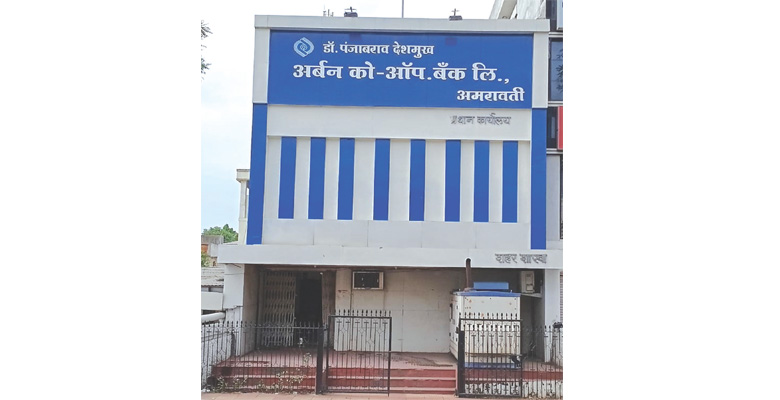 डॉ. पंजाबराव देशमुख
अर्बन को-ऑप. बँक लि.,
अमरावती
प्रधान कार्यालय
शहर शाखा